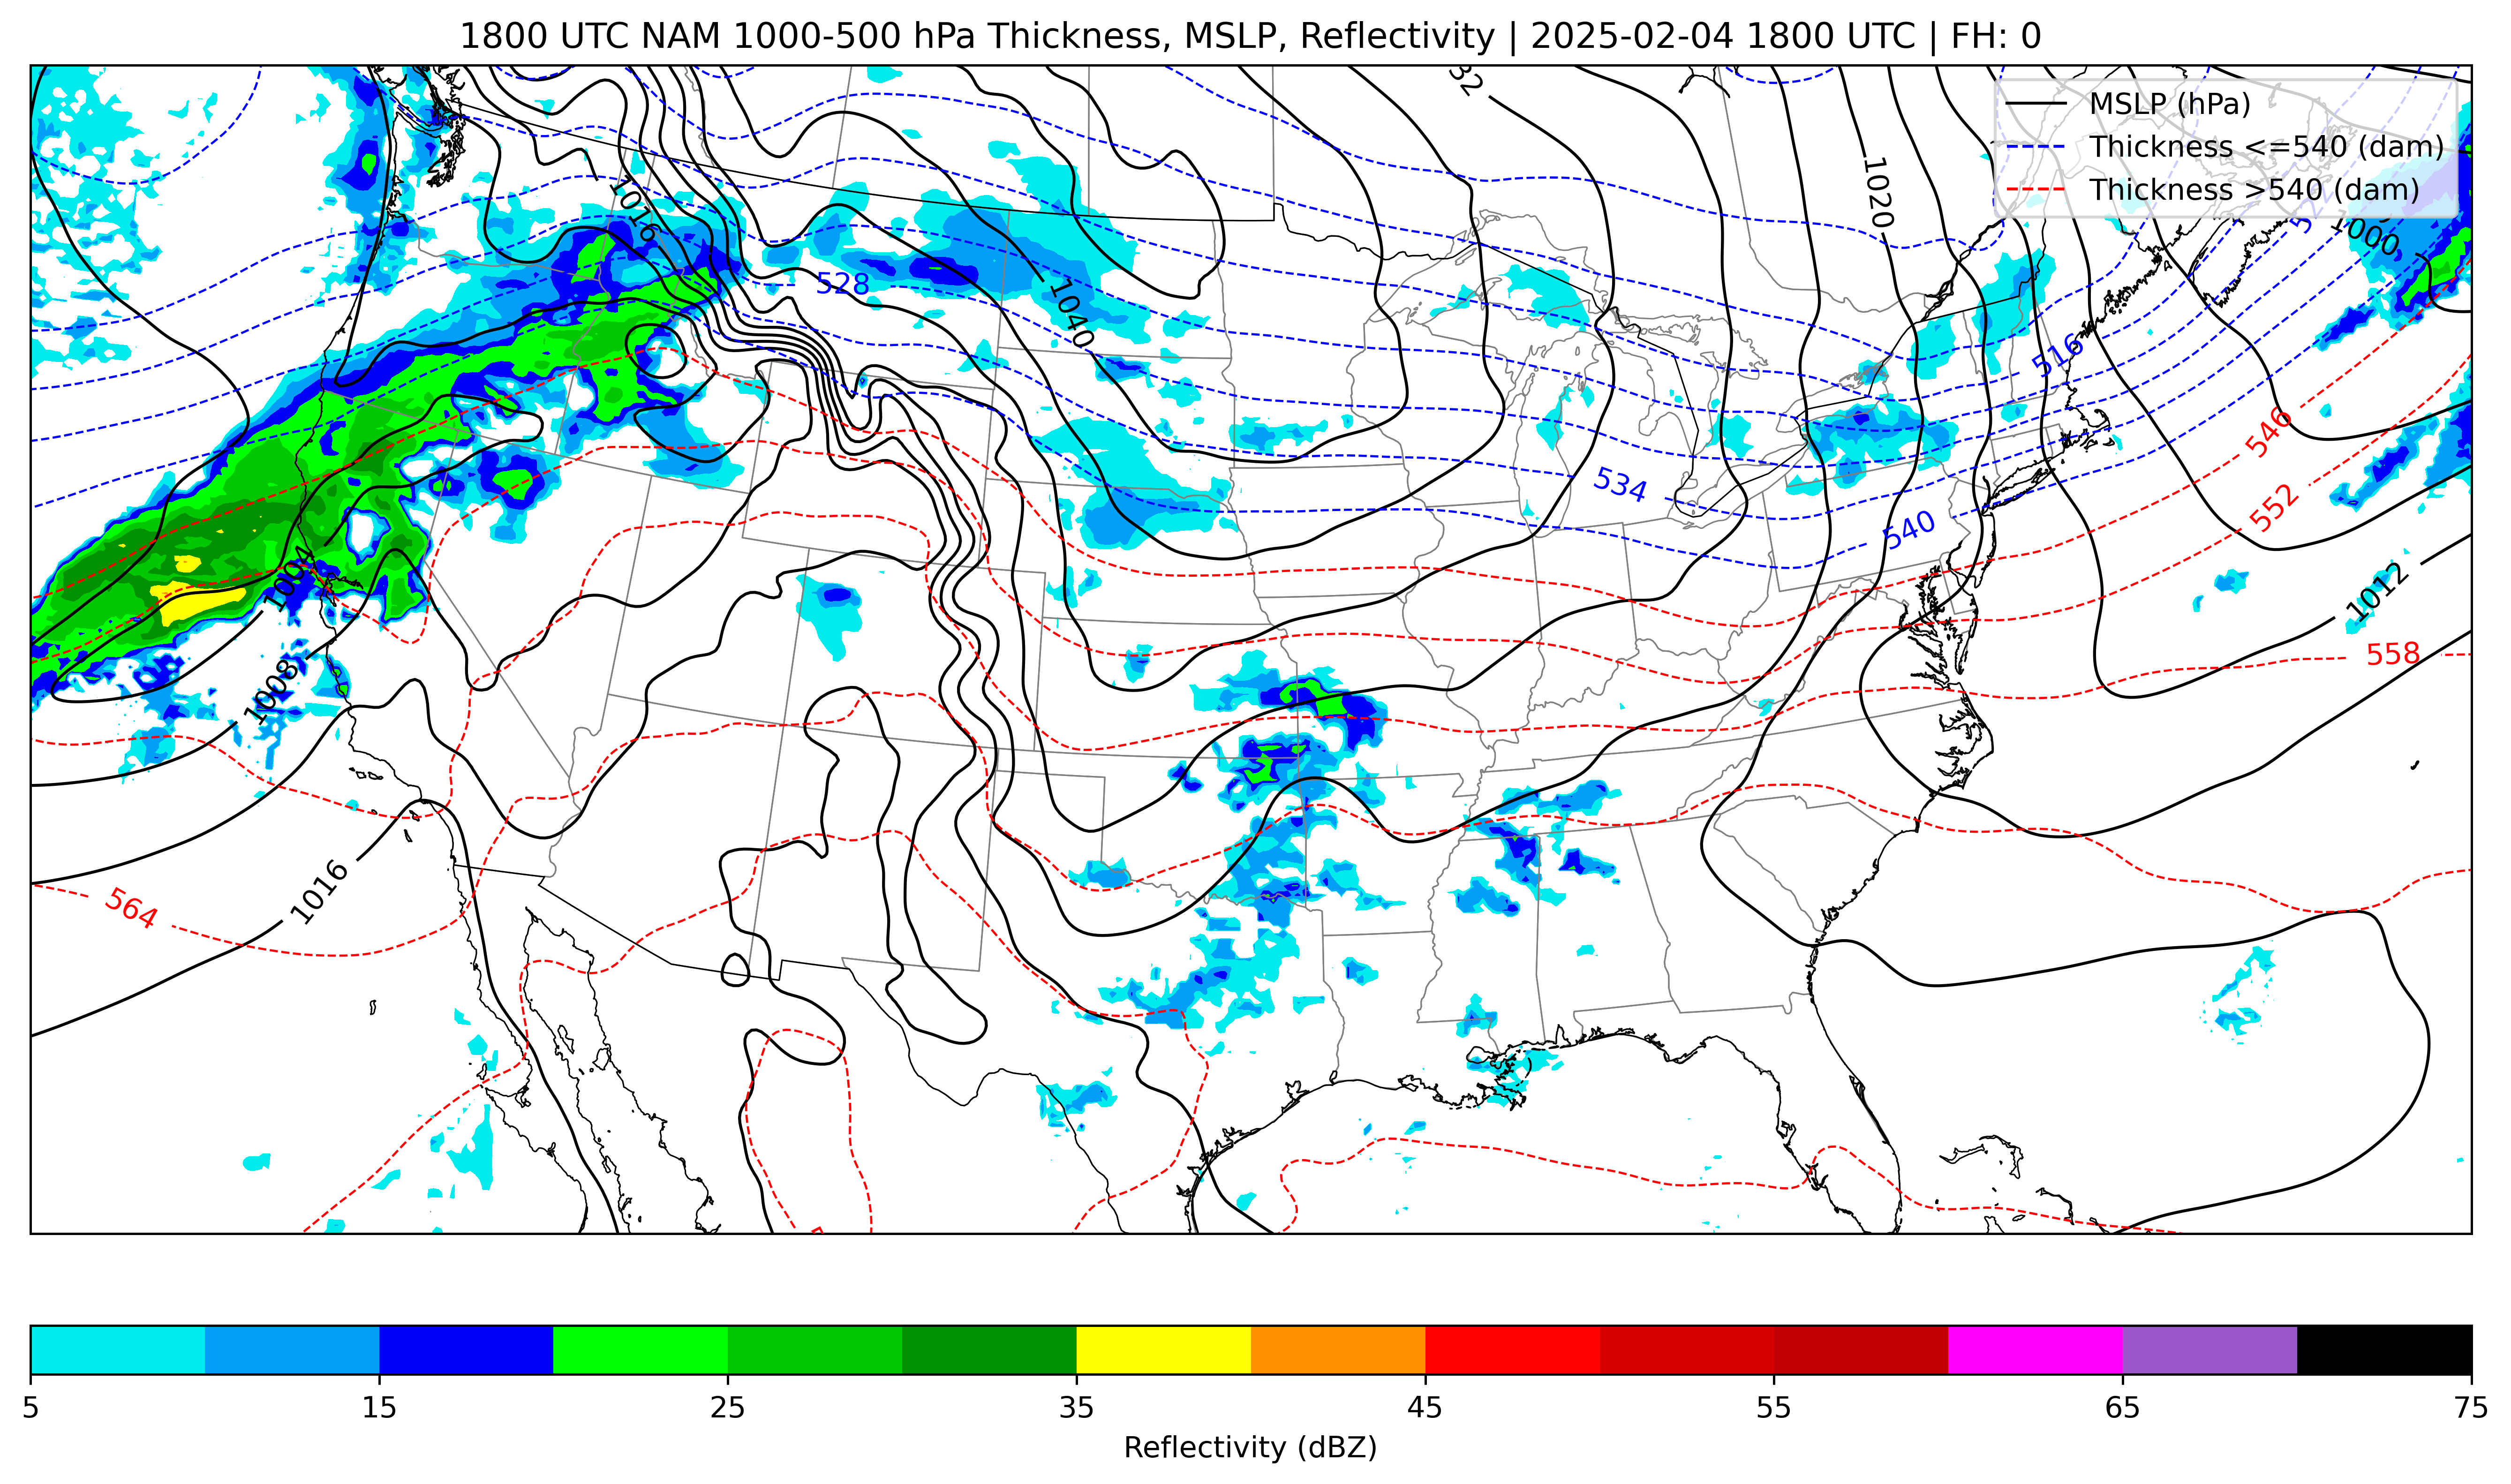 1800 UTC NAM 1000-500 hPa Thickness, MSLP, Reflectivity | 2025-02-04 1800 UTC | FH: 0
MSLP (hPa)
Thickness <=540 (dam)
Thickness >540 (dam)
1020
1016
1000
528
1040
516
546
534
552
540
1004
1012
558
1008
1016
564
5 15 25 35 45 55 65 75
Reflectivity (dBZ)